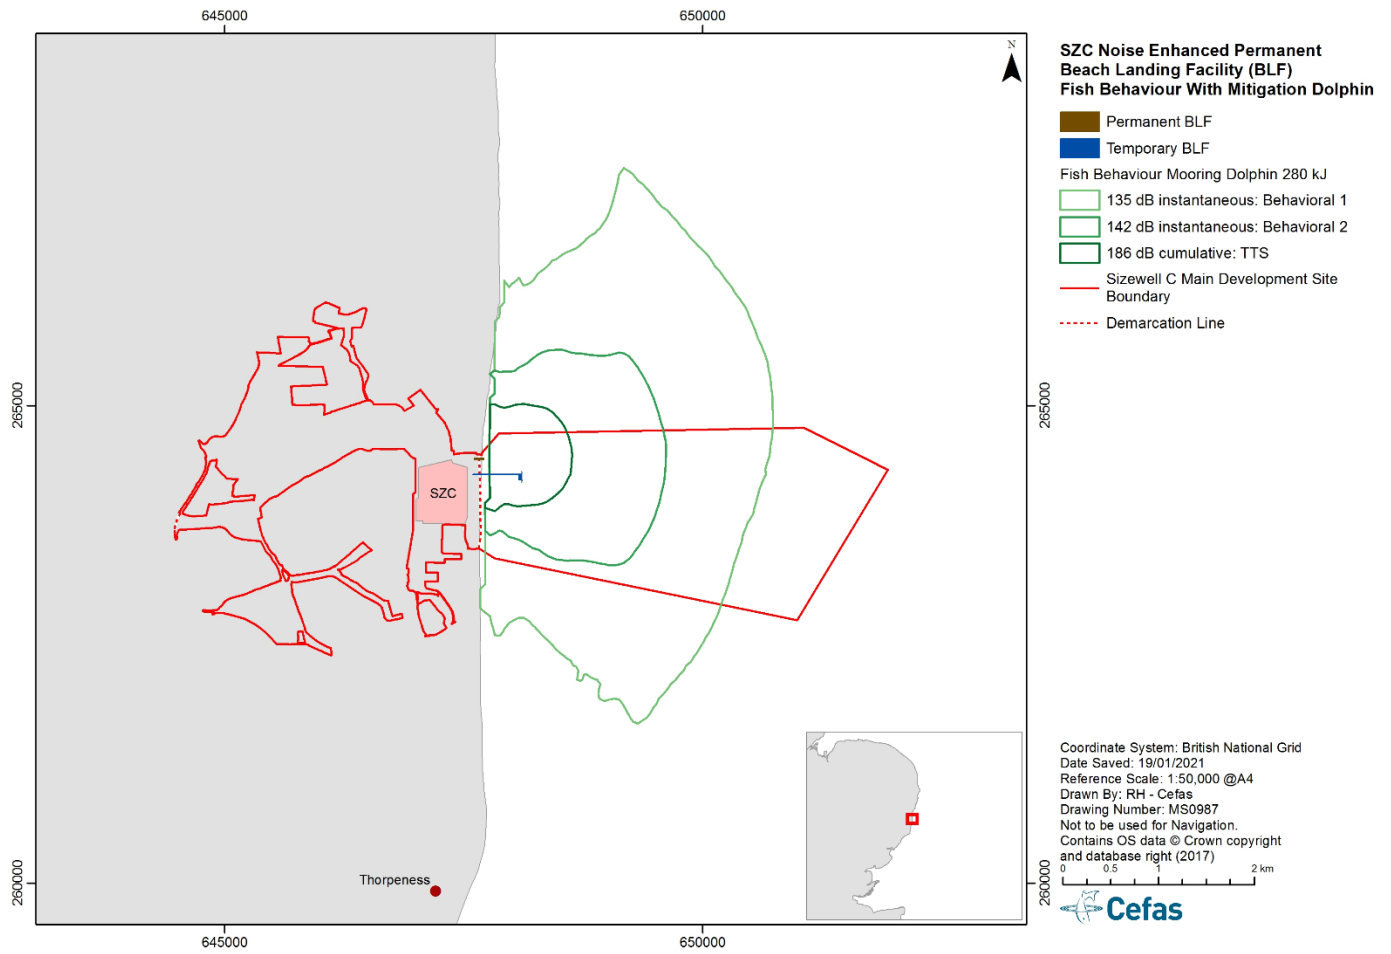 645000
650000
N
SZC Noise Enhanced Permanent
Beach Landing Facility (BLF)
Fish Behaviour With Mitigation Dolphin
Permanent BLF
Temporary BLF
Fish Behaviour Mooring Dolphin 280 kJ
135 dB instantaneous: Behavioral 1
142 dB instantaneous: Behavioral 2
186 dB cumulative: TTS
Sizewell C Main Development Site
Boundary
Demarcation Line
265000
265000
SZC
Thorpeness
260000
260000
Coordinate System: British National Grid
Date Saved: 19/01/2021
Reference Scale: 1:50,000 @A4
Drawn By: RH - Cefas
Drawing Number: MS0987
Not to be used for Navigation.
Contains OS data © Crown copyright
and database right (2017)
0 0.5 1 2 km
Cefas
645000
650000